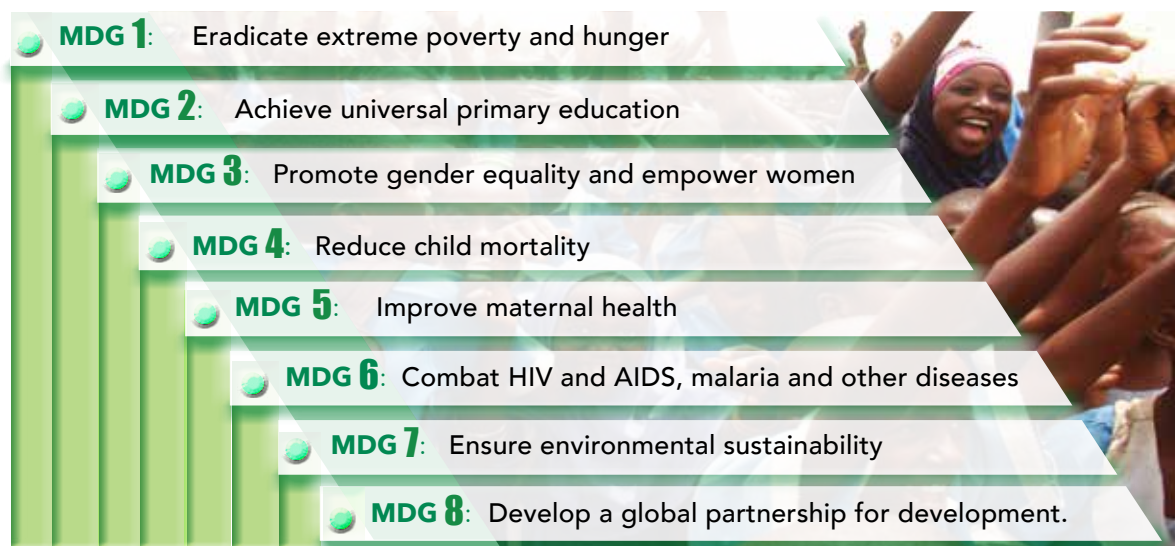 MDG 1: Eradicate extreme poverty and hunger
MDG 2: Achieve universal primary education
MDG 3: Promote gender equality and empower women
MDG 4: Reduce child mortality
MDG 5: Improve maternal health
MDG 6: Combat HIV and AIDS, malaria and other diseases
MDG 7: Ensure environmental sustainability
MDG 8: Develop a global partnership for development.